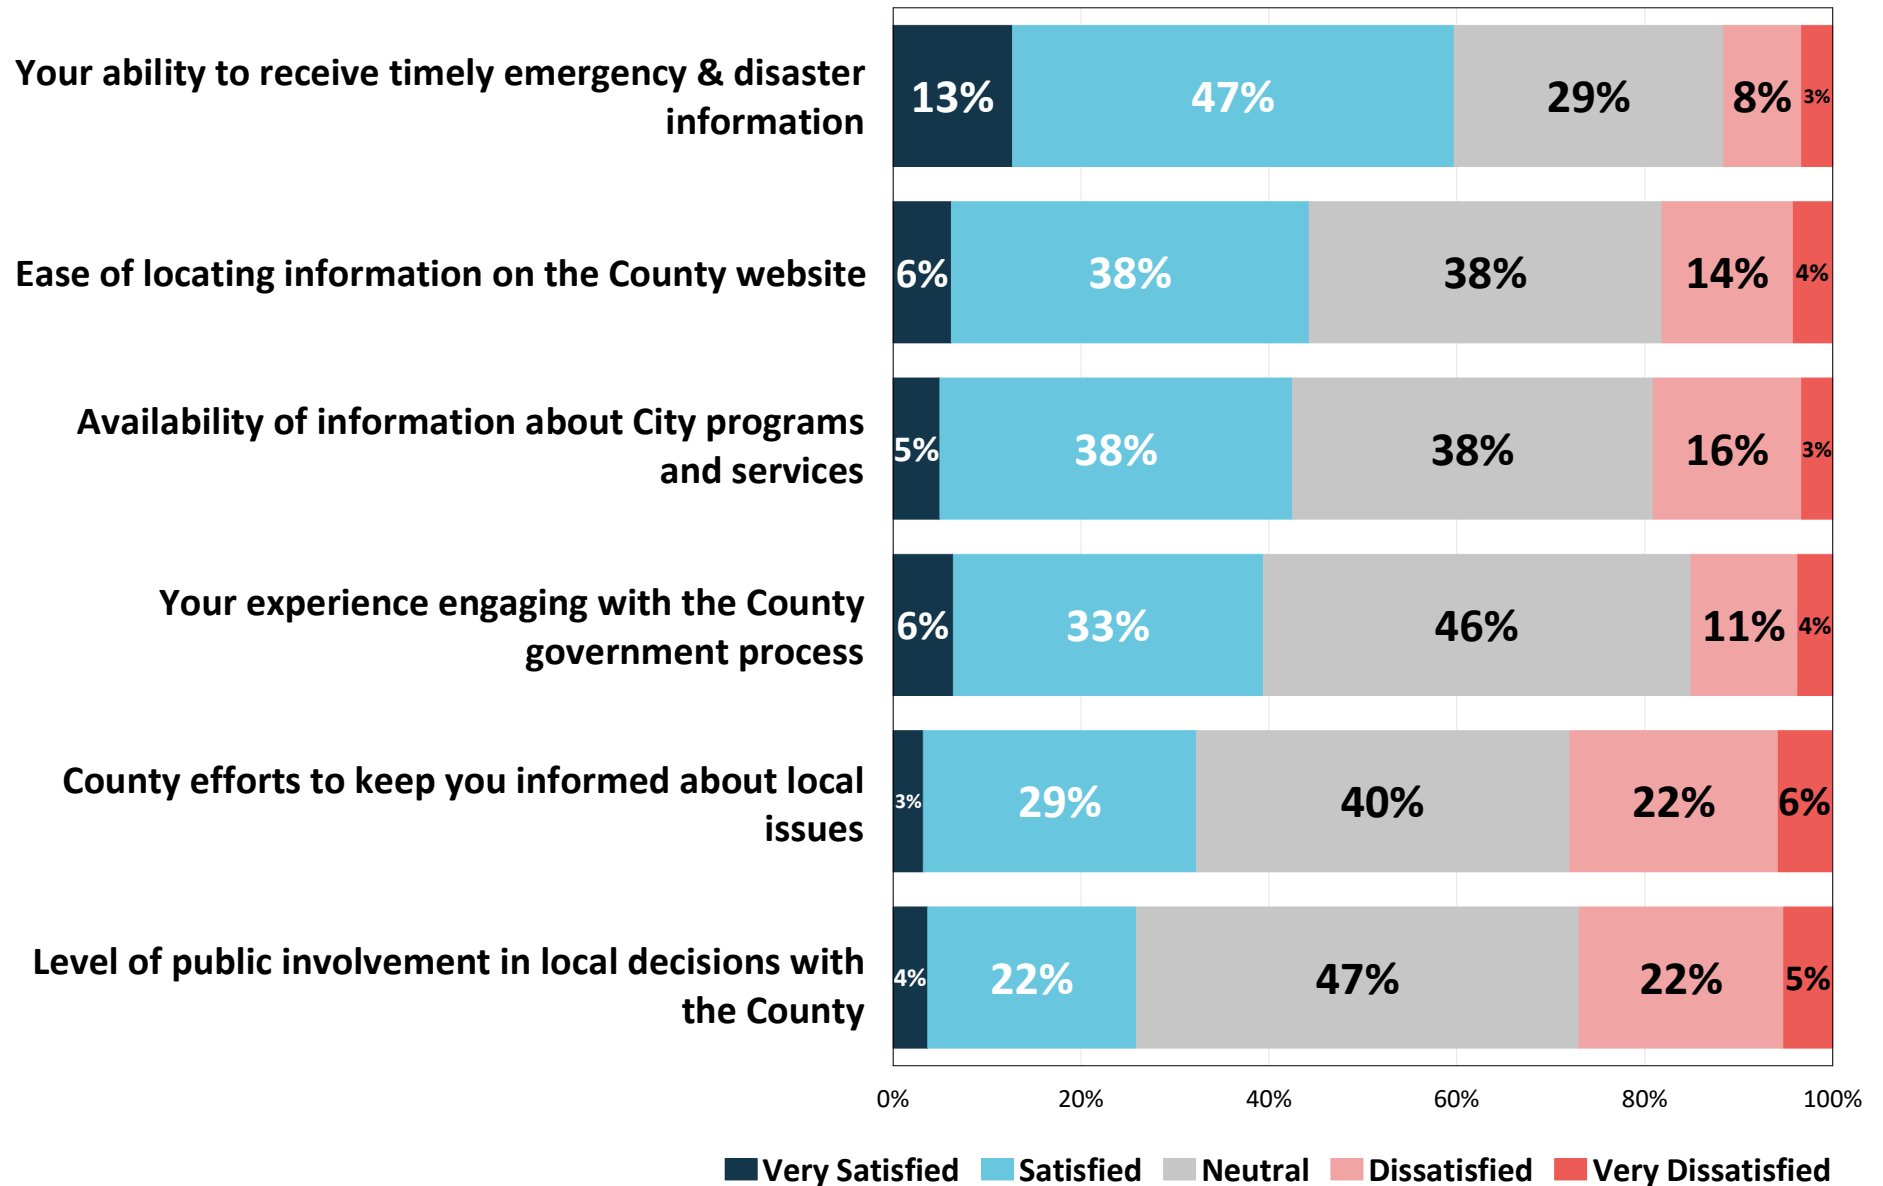 Your ability to receive timely emergency & disaster
information
13% 47% 29% 8% 3%
Ease of locating information on the County website
6% 38% 38% 14% 4%
Availability of information about City programs
and services
5% 38% 38% 16% 3%
Your experience engaging with the County
government process
6% 33% 46% 11% 4%
County efforts to keep you informed about local
issues
3% 29% 40% 22% 6%
Level of public involvement in local decisions with
the County
4% 22% 47% 22% 5%
0% 20% 40% 60% 80% 100%
Very Satisfied Satisfied Neutral Dissatisfied Very Dissatisfied